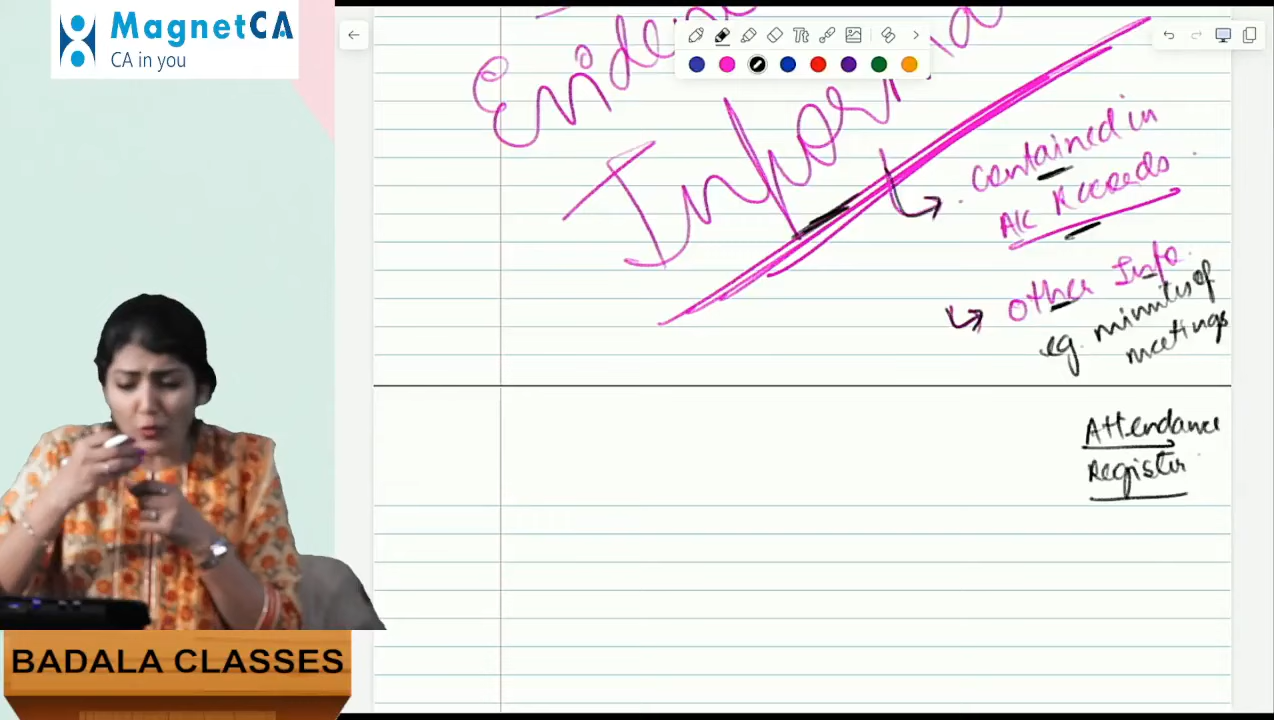 MagnetCA
CA in you
Information
contained in
A/c Records
Other Info.
eg. minutes of
meetings
Attendance
Register
BADALA CLASSES